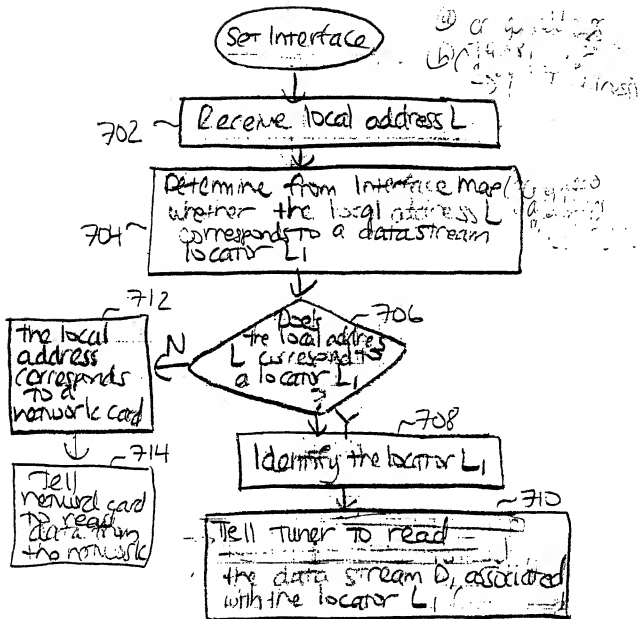 Set Interface
702
Receive local address L
704
Determine from Interface map (
whether the local address L
corresponds to a data stream
locator L1
706
Does
the local address
L correspond to
a locator L1
?
N
Y
712
the local
address
corresponds
to a
network card
714
Tell
network card
to read
data from
the network
708
Identify the locator L1
710
Tell Tuner to read
the data stream D1 associated
with the locator L1